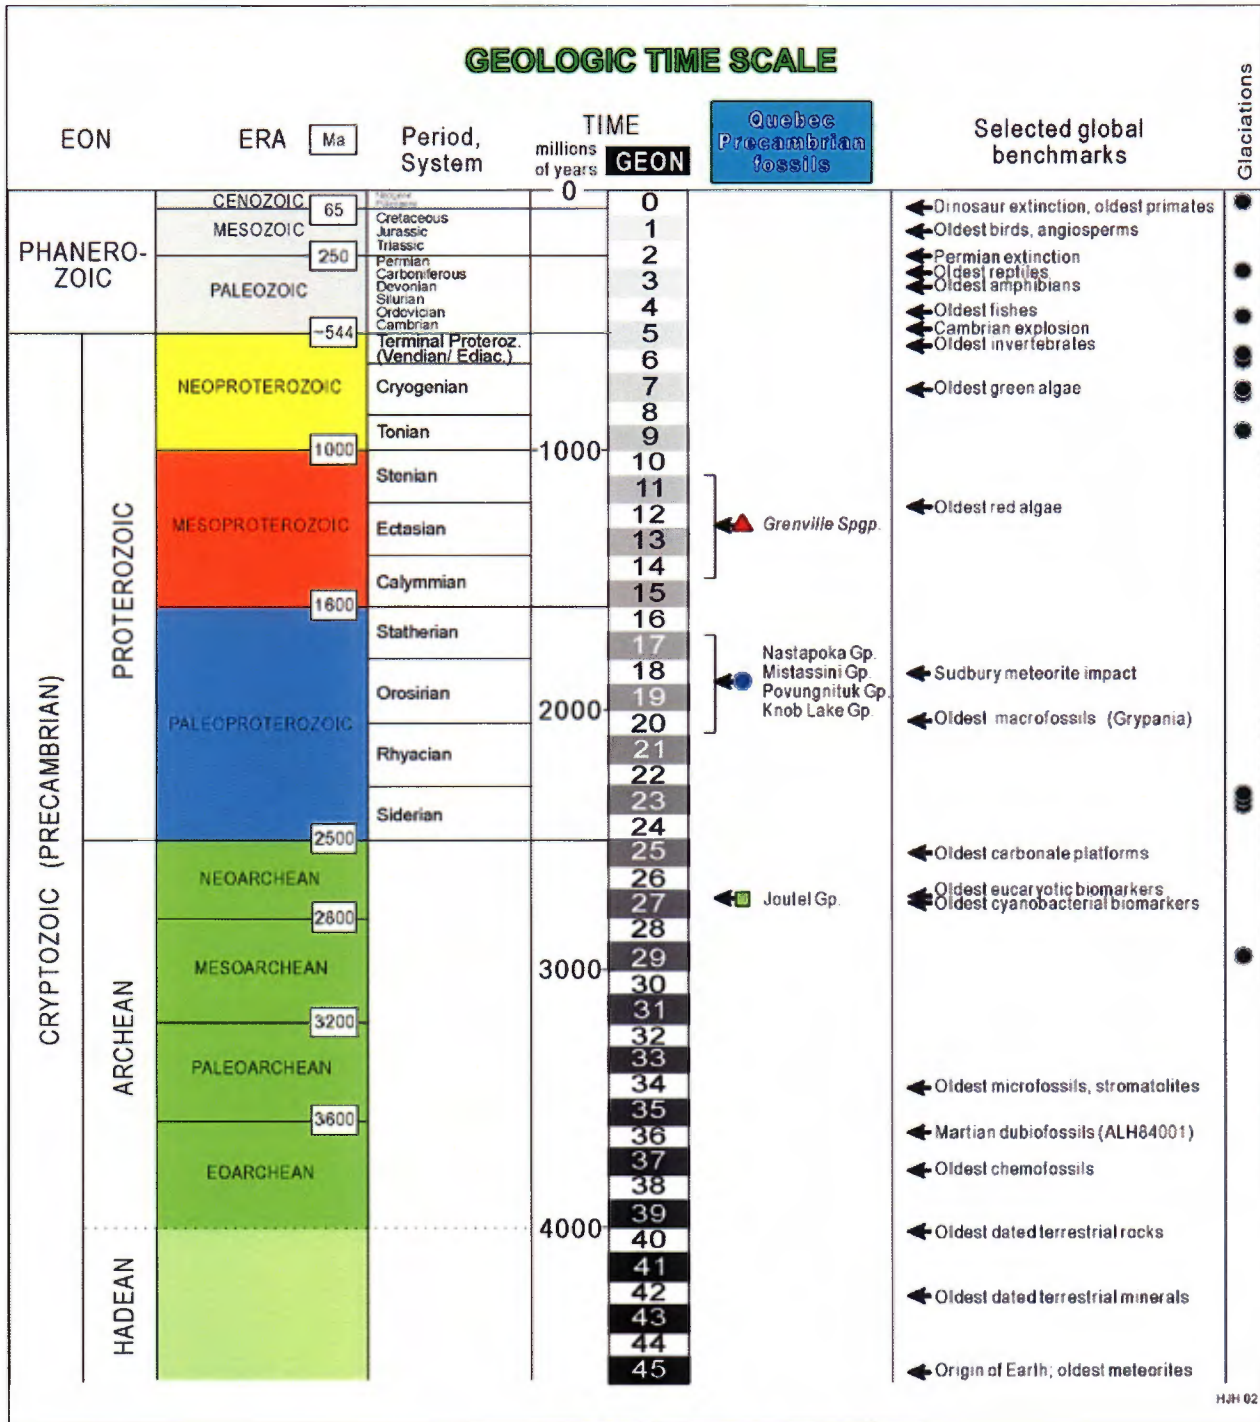 GEOLOGIC TIME SCALE
EON
ERA
Ma
Period,
System
TIME
millions
of years
GEON
Quebec
Precambrian
fossils
Selected global
benchmarks
Glaciations
PHANERO-
ZOIC
CRYPTOZOIC (PRECAMBRIAN)
PROTEROZOIC
ARCHEAN
HADEAN
CENOZOIC
65
MESOZOIC
250
PALEOZOIC
~544
NEOPROTEROZOIC
1000
MESOPROTEROZOIC
1600
PALEOPROTEROZOIC
2500
NEOARCHEAN
2800
MESOARCHEAN
3200
PALEOARCHEAN
3600
EOARCHEAN
Cretaceous
Jurassic
Triassic
Permian
Carboniferous
Devonian
Silurian
Ordovician
Cambrian
Terminal Proteroz.
(Vendian/ Ediac.)
Cryogenian
Tonian
Stenian
Ectasian
Calymmian
Statherian
Orosirian
Rhyacian
Siderian
0
1000
2000
3000
4000
0
1
2
3
4
5
6
7
8
9
10
11
12
13
14
15
16
17
18
19
20
21
22
23
24
25
26
27
28
29
30
31
32
33
34
35
36
37
38
39
40
41
42
43
44
45
Grenville Spgp.
Nastapoka Gp.
Mistassini Gp.
Povungnituk Gp.
Knob Lake Gp.
Joutel Gp.
Dinosaur extinction, oldest primates
Oldest birds, angiosperms
Permian extinction
Oldest reptiles
Oldest amphibians
Oldest fishes
Cambrian explosion
Oldest invertebrates
Oldest green algae
Oldest red algae
Sudbury meteorite impact
Oldest macrofossils (Grypania)
Oldest carbonate platforms
Oldest eucaryotic biomarkers
Oldest cyanobacterial biomarkers
Oldest microfossils, stromatolites
Martian dubiofossils (ALH84001)
Oldest chemofossils
Oldest dated terrestrial rocks
Oldest dated terrestrial minerals
Origin of Earth; oldest meteorites
HJH 02